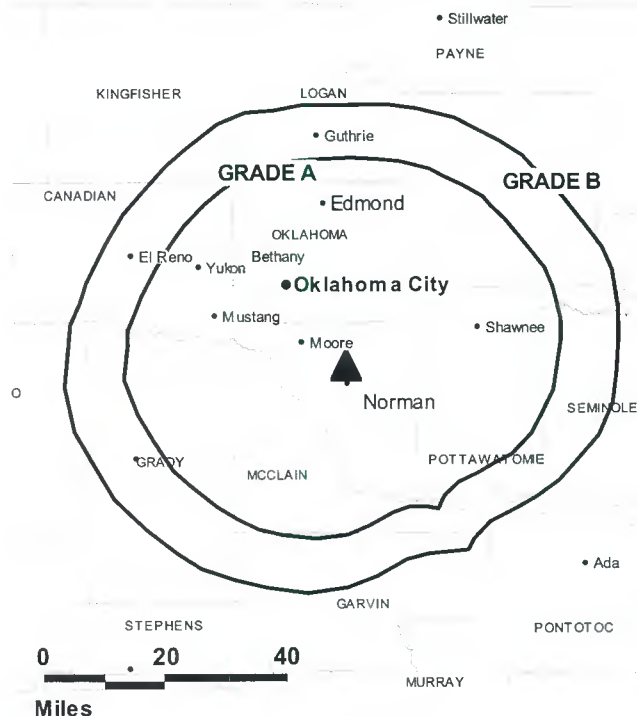 Stillwater
PAYNE
KINGFISHER
LOGAN
Guthrie
GRADE A
GRADE B
CANADIAN
Edmond
OKLAHOMA
El Reno
Yukon
Bethany
Oklahoma City
Mustang
Shawnee
Moore
O
Norman
SEMINOLE
GRADY
MCCLAIN
POTTAWATOMIE
Ada
GARVIN
STEPHENS
PONTOTOC
0 20 40
MURRAY
Miles